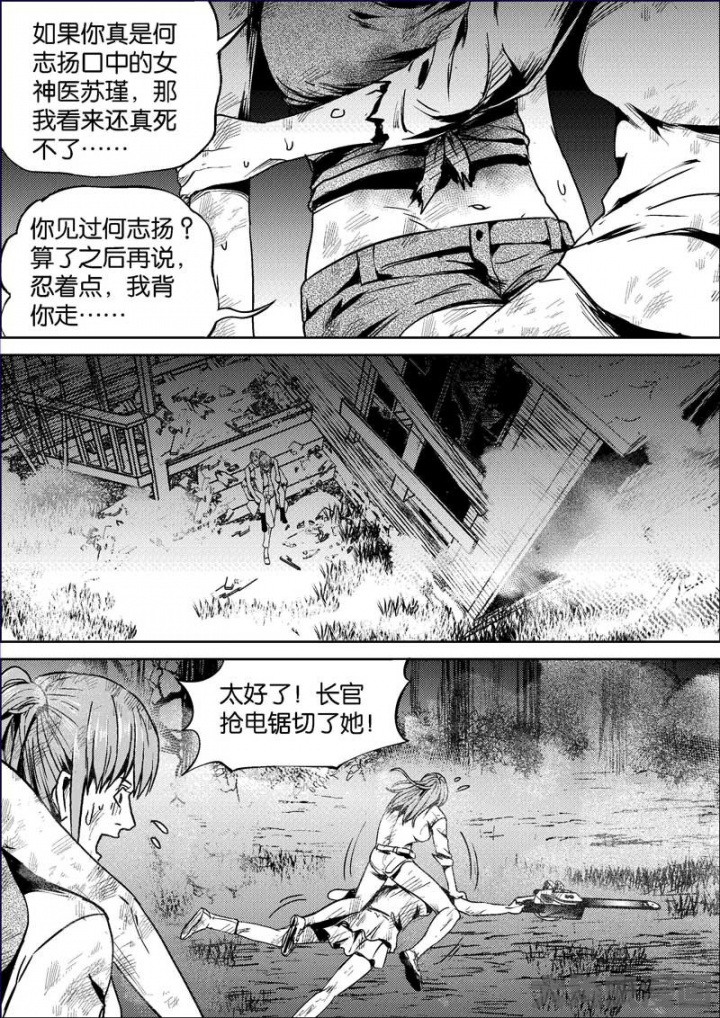 如果你真是何
志扬口中的女
神医苏瑾，那
我看来还真死
不了……
你见过何志扬？
算了之后再说，
忍着点，我背
你走……
太好了！长官
抢电锯切了她！